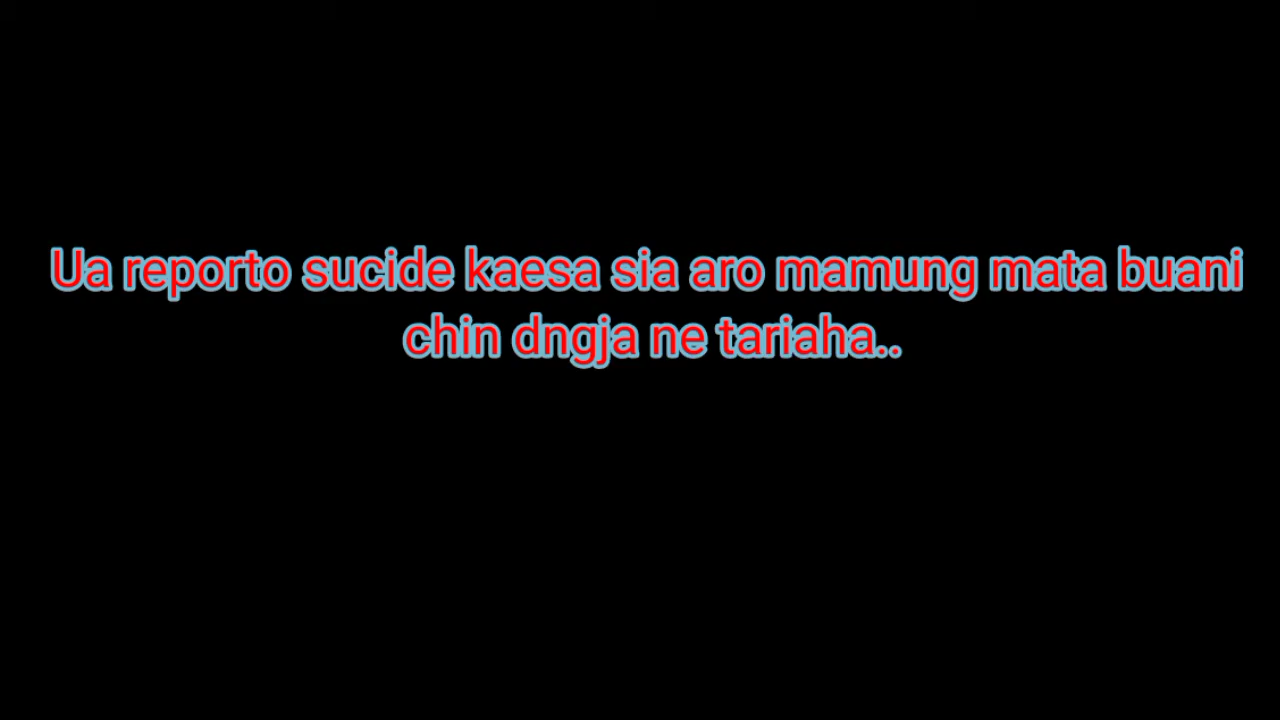 Ua reporto sucide kaesa sia aro mamung mata buani
chin dngja ne tariaha..